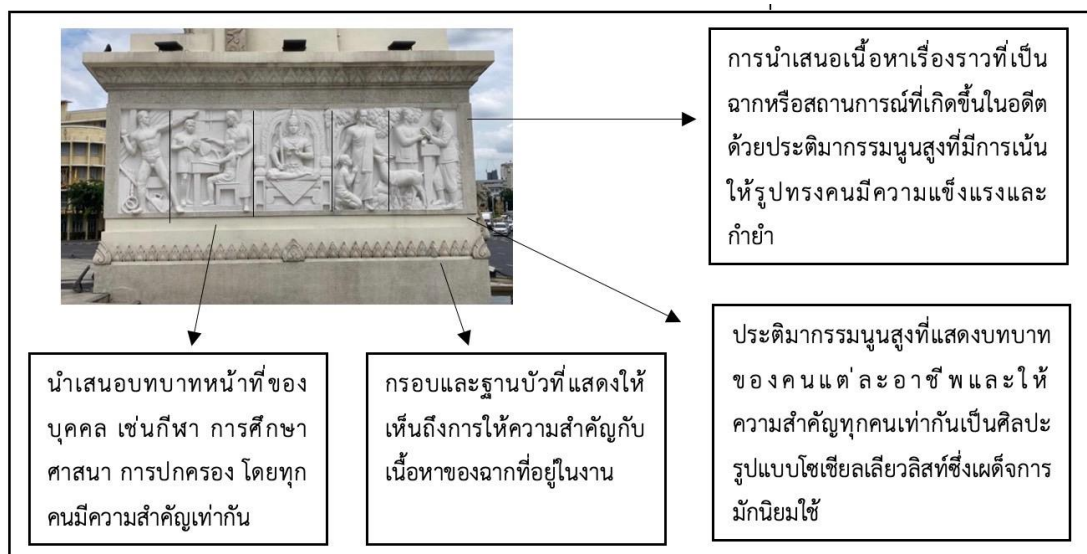 การนำเสนอเนื้อหาเรื่องราวที่เป็น
ฉากหรือสถานการณ์ที่เกิดขึ้นในอดีต
ด้วยประติมากรรมนูนสูงที่มีการเน้น
ให้รูปทรงคนมีความแข็งแรงและ
กำยำ
ประติมากรรมนูนสูงที่แสดงบทบาท
ของคนแต่ละอาชีพและให้
ความสำคัญทุกคนเท่ากันเป็นศิลปะ
รูปแบบโซเชียลเลียวลิสท์ซึ่งเผด็จการ
มักนิยมใช้
นำเสนอบทบาทหน้าที่ของ
บุคคล เช่นกีฬา การศึกษา
ศาสนา การปกครอง โดยทุก
คนมีความสำคัญเท่ากัน
กรอบและฐานบัวที่แสดงให้
เห็นถึงการให้ความสำคัญกับ
เนื้อหาของฉากที่อยู่ในงาน